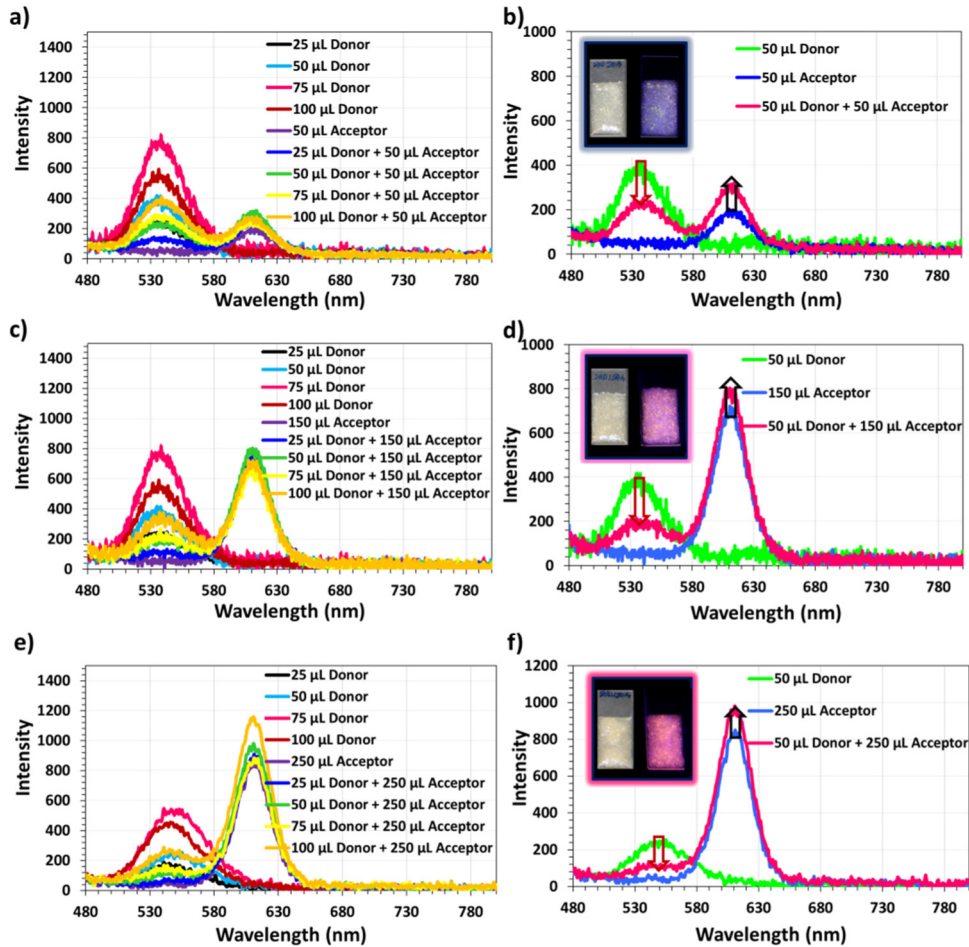 a)
1400
1200
1000
800
600
400
200
0
Intensity
480 530 580 630 680 730 780
Wavelength (nm)
25 µL Donor
50 µL Donor
75 µL Donor
100 µL Donor
50 µL Acceptor
25 µL Donor + 50 µL Acceptor
50 µL Donor + 50 µL Acceptor
75 µL Donor + 50 µL Acceptor
100 µL Donor + 50 µL Acceptor
b)
1000
800
600
400
200
0
Intensity
480 530 580 630 680 730 780
Wavelength (nm)
50 µL Donor
50 µL Acceptor
50 µL Donor + 50 µL Acceptor
c)
1400
1200
1000
800
600
400
200
0
Intensity
480 530 580 630 680 730 780
Wavelength (nm)
25 µL Donor
50 µL Donor
75 µL Donor
100 µL Donor
150 µL Acceptor
25 µL Donor + 150 µL Acceptor
50 µL Donor + 150 µL Acceptor
75 µL Donor + 150 µL Acceptor
100 µL Donor + 150 µL Acceptor
d)
1000
800
600
400
200
0
Intensity
480 530 580 630 680 730 780
Wavelength (nm)
50 µL Donor
150 µL Acceptor
50 µL Donor + 150 µL Acceptor
e)
1400
1200
1000
800
600
400
200
0
Intensity
480 530 580 630 680 730 780
Wavelength (nm)
25 µL Donor
50 µL Donor
75 µL Donor
100 µL Donor
250 µL Acceptor
25 µL Donor + 250 µL Acceptor
50 µL Donor + 250 µL Acceptor
75 µL Donor + 250 µL Acceptor
100 µL Donor + 250 µL Acceptor
f)
1200
1000
800
600
400
200
0
Intensity
480 530 580 630 680 730 780
Wavelength (nm)
50 µL Donor
250 µL Acceptor
50 µL Donor + 250 µL Acceptor